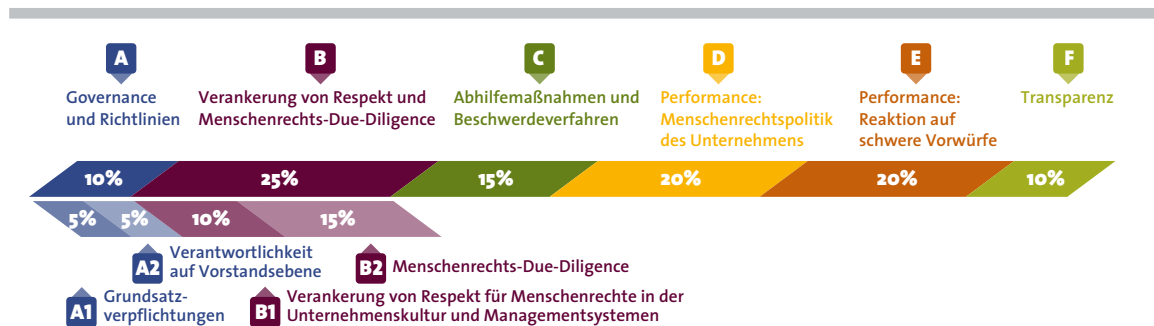 A
Governance
und Richtlinien
B
Verankerung von Respekt und
Menschenrechts-Due-Diligence
C
Abhilfemaßnahmen und
Beschwerdeverfahren
D
Performance:
Menschenrechtspolitik
des Unternehmens
E
Performance:
Reaktion auf
schwere Vorwürfe
F
Transparenz
10% 25% 15% 20% 20% 10%
5% 5% 10% 15%
A2 Verantwortlichkeit
auf Vorstandsebene
B2 Menschenrechts-Due-Diligence
A1 Grundsatz-
verpflichtungen
B1 Verankerung von Respekt für Menschenrechte in der
Unternehmenskultur und Managementsystemen